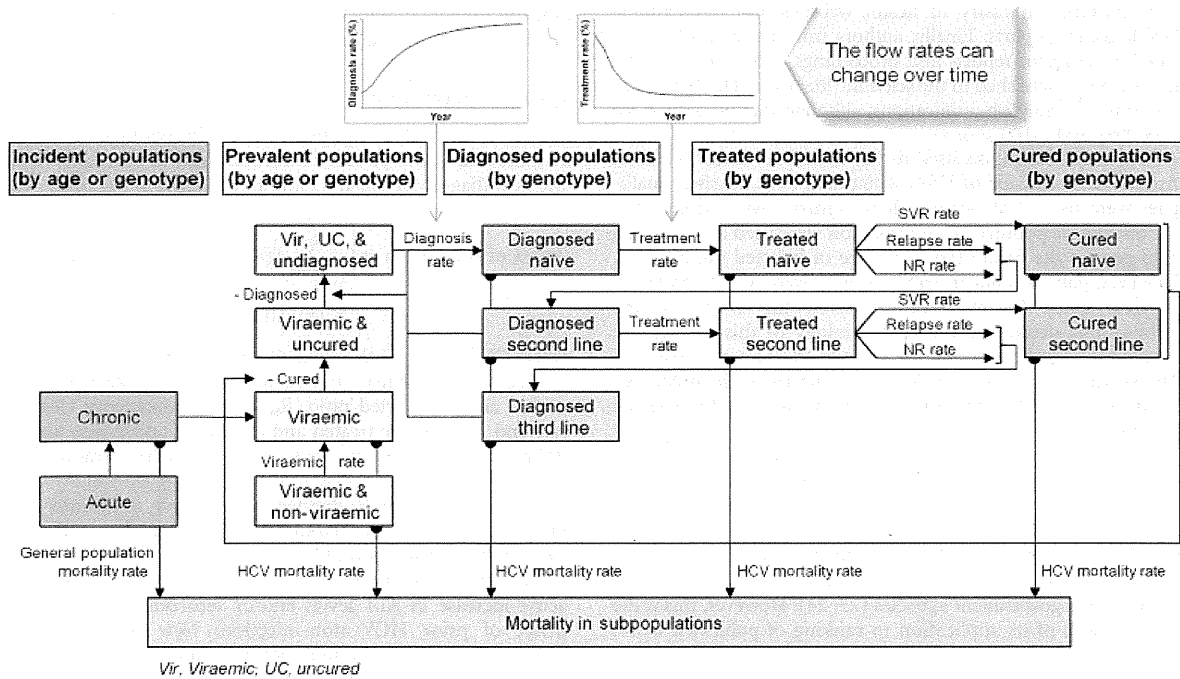 Diagnosis rate (%)
Year
Treatment rate (%)
Year
The flow rates can
change over time
Incident populations
(by age or genotype)
Prevalent populations
(by age or genotype)
Diagnosed populations
(by genotype)
Treated populations
(by genotype)
Cured populations
(by genotype)
Vir, UC, &
undiagnosed
Diagnosis
rate
Diagnosed
naïve
Treatment
rate
Treated
naïve
SVR rate
Relapse rate
NR rate
Cured
naïve
- Diagnosed
Viraemic &
uncured
Diagnosed
second line
Treatment
rate
Treated
second line
SVR rate
Relapse rate
NR rate
Cured
second line
- Cured
Chronic
Viraemic
Diagnosed
third line
Viraemic rate
Acute
Viraemic &
non-viraemic
General population
mortality rate
HCV mortality rate
HCV mortality rate
HCV mortality rate
HCV mortality rate
Mortality in subpopulations
Vir, Viraemic; UC, uncured